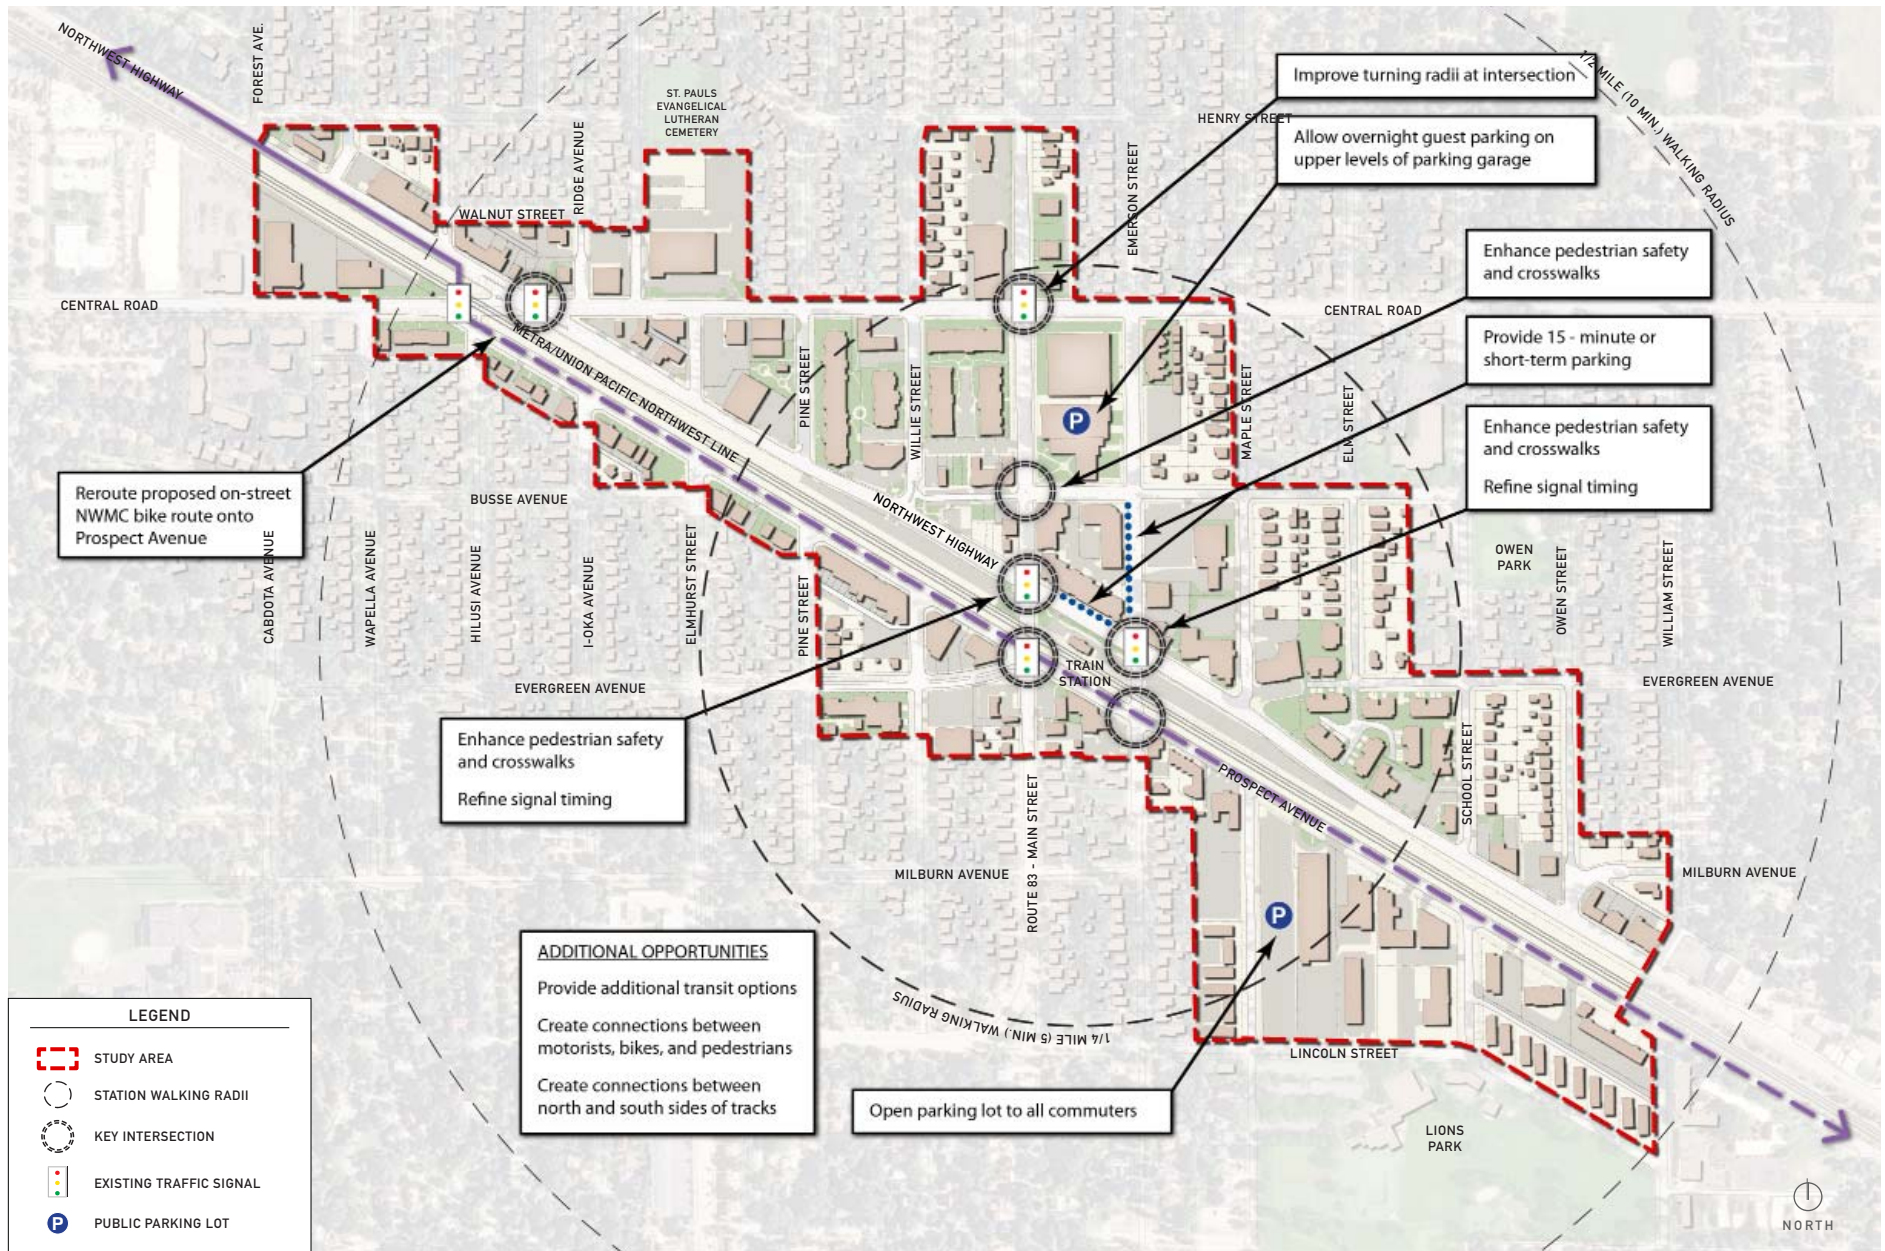 NORTHWEST HIGHWAY
FOREST AVE.
ST. PAULS
EVANGELICAL
LUTHERAN
CEMETERY
RIDGE AVENUE
WALNUT STREET
HENRY STREET
EMERSON STREET
1/2 MILE (10 MIN.) WALKING RADIUS
Improve turning radii at intersection
Allow overnight guest parking on
upper levels of parking garage
Enhance pedestrian safety
and crosswalks
Provide 15 - minute or
short-term parking
Enhance pedestrian safety
and crosswalks
Refine signal timing
CENTRAL ROAD
CENTRAL ROAD
METRA/UNION PACIFIC NORTHWEST LINE
PINE STREET
WILLIE STREET
MAPLE STREET
ELM STREET
P
Reroute proposed on-street
NWMC bike route onto
Prospect Avenue
BUSSE AVENUE
NORTHWEST HIGHWAY
CABDOTA AVENUE
WAPELLA AVENUE
HILUSI AVENUE
I-OKA AVENUE
ELMHURST STREET
PINE STREET
OWEN
PARK
OWEN STREET
WILLIAM STREET
TRAIN
STATION
EVERGREEN AVENUE
EVERGREEN AVENUE
Enhance pedestrian safety
and crosswalks
Refine signal timing
ROUTE 83 - MAIN STREET
PROSPECT AVENUE
SCHOOL STREET
MILBURN AVENUE
MILBURN AVENUE
P
1/4 MILE (5 MIN.) WALKING RADIUS
LINCOLN STREET
ADDITIONAL OPPORTUNITIES
Provide additional transit options
Create connections between
motorists, bikes, and pedestrians
Create connections between
north and south sides of tracks
Open parking lot to all commuters
LIONS
PARK
LEGEND
STUDY AREA
STATION WALKING RADII
KEY INTERSECTION
EXISTING TRAFFIC SIGNAL
P PUBLIC PARKING LOT
NORTH